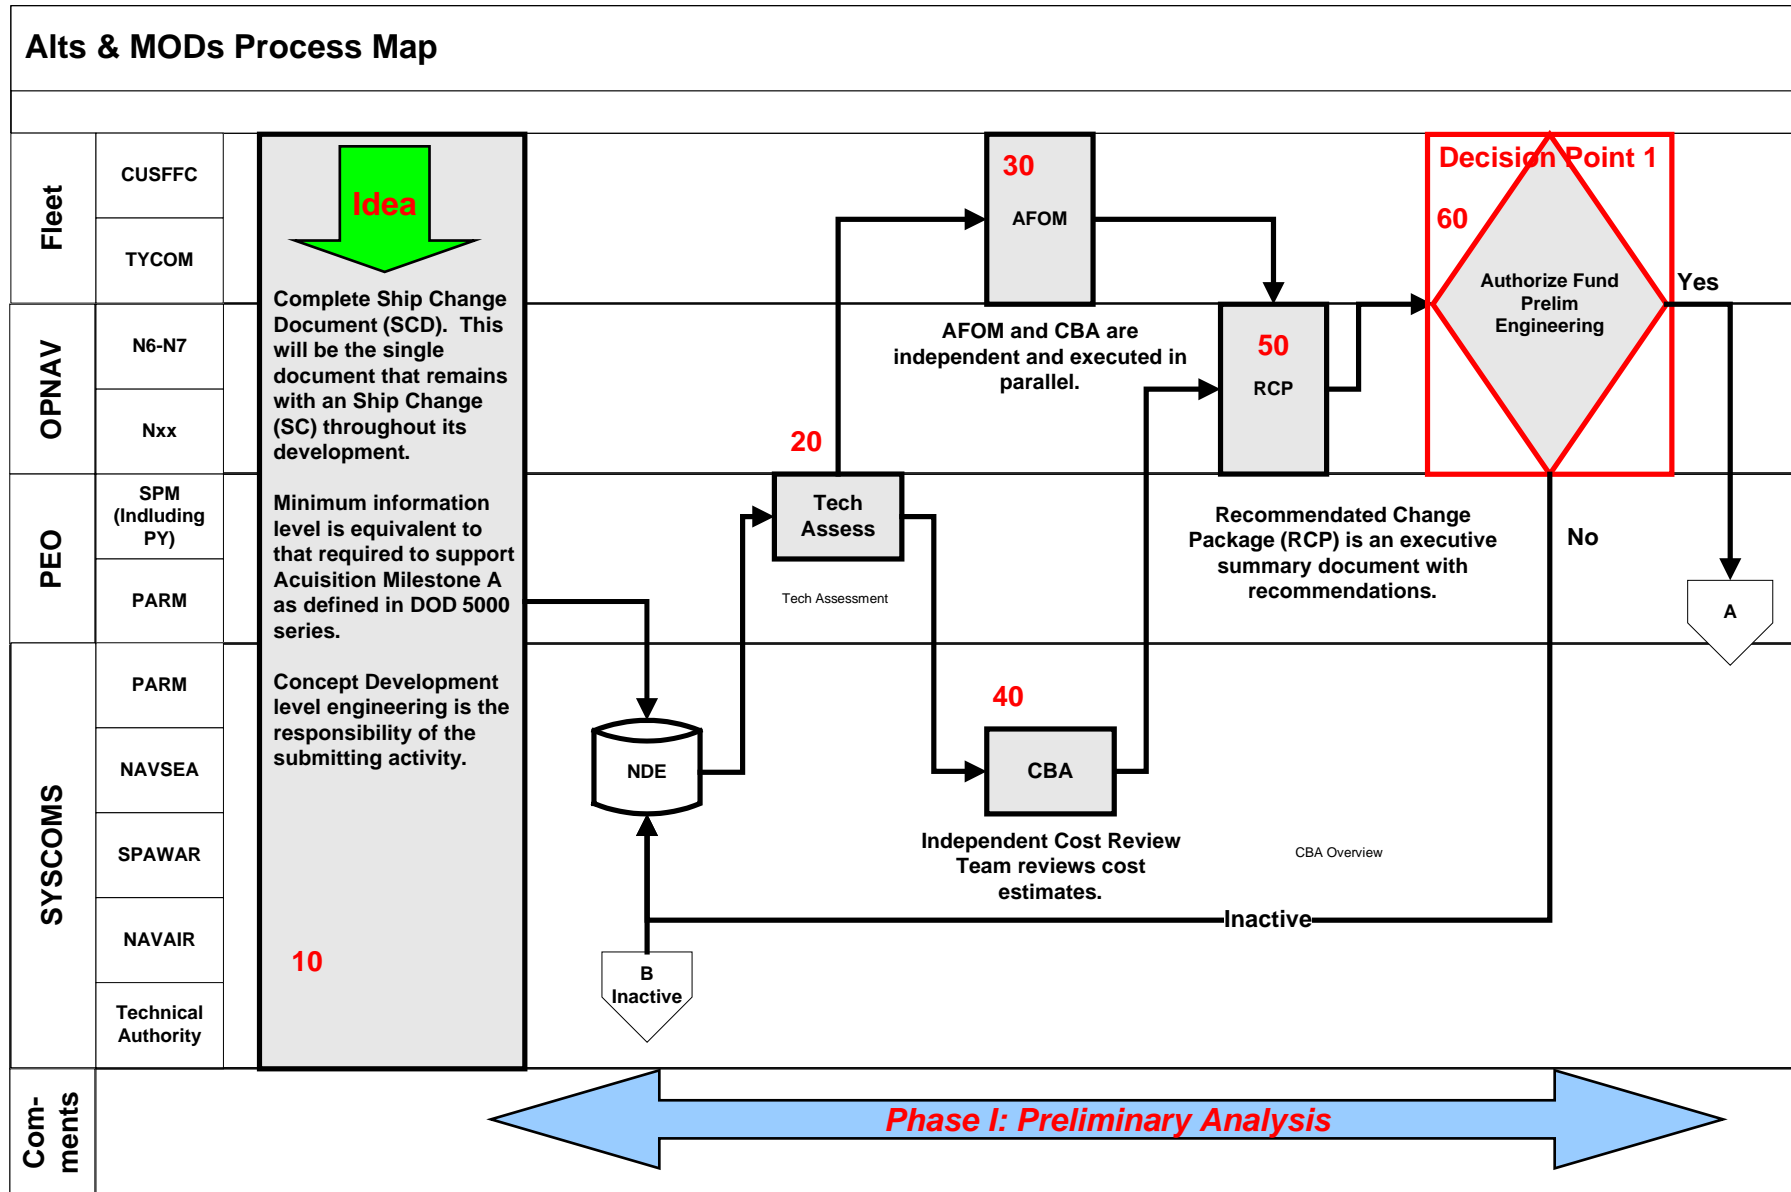 Alts & MODs Process Map
Fleet
CUSFFC
TYCOM
OPNAV
N6-N7
Nxx
PEO
SPM
(Indluding
PY)
PARM
SYSCOMS
PARM
NAVSEA
SPAWAR
NAVAIR
Technical
Authority
Com-
ments
Idea
Complete Ship Change
Document (SCD).  This
will be the single
document that remains
with an Ship Change
(SC) throughout its
development.
Minimum information
level is equivalent to
that required to support
Acuisition Milestone A
as defined in DOD 5000
series.
Concept Development
level engineering is the
responsibility of the
submitting activity.
10
NDE
B
Inactive
20
Tech
Assess
Tech Assessment
30
AFOM
AFOM and CBA are
independent and executed in
parallel.
40
CBA
Independent Cost Review
Team reviews cost
estimates.
CBA Overview
50
RCP
Recommended Change
Package (RCP) is an executive
summary document with
recommendations.
Decision Point 1
60
Authorize Fund
Prelim
Engineering
Yes
No
A
Inactive
Phase I: Preliminary Analysis